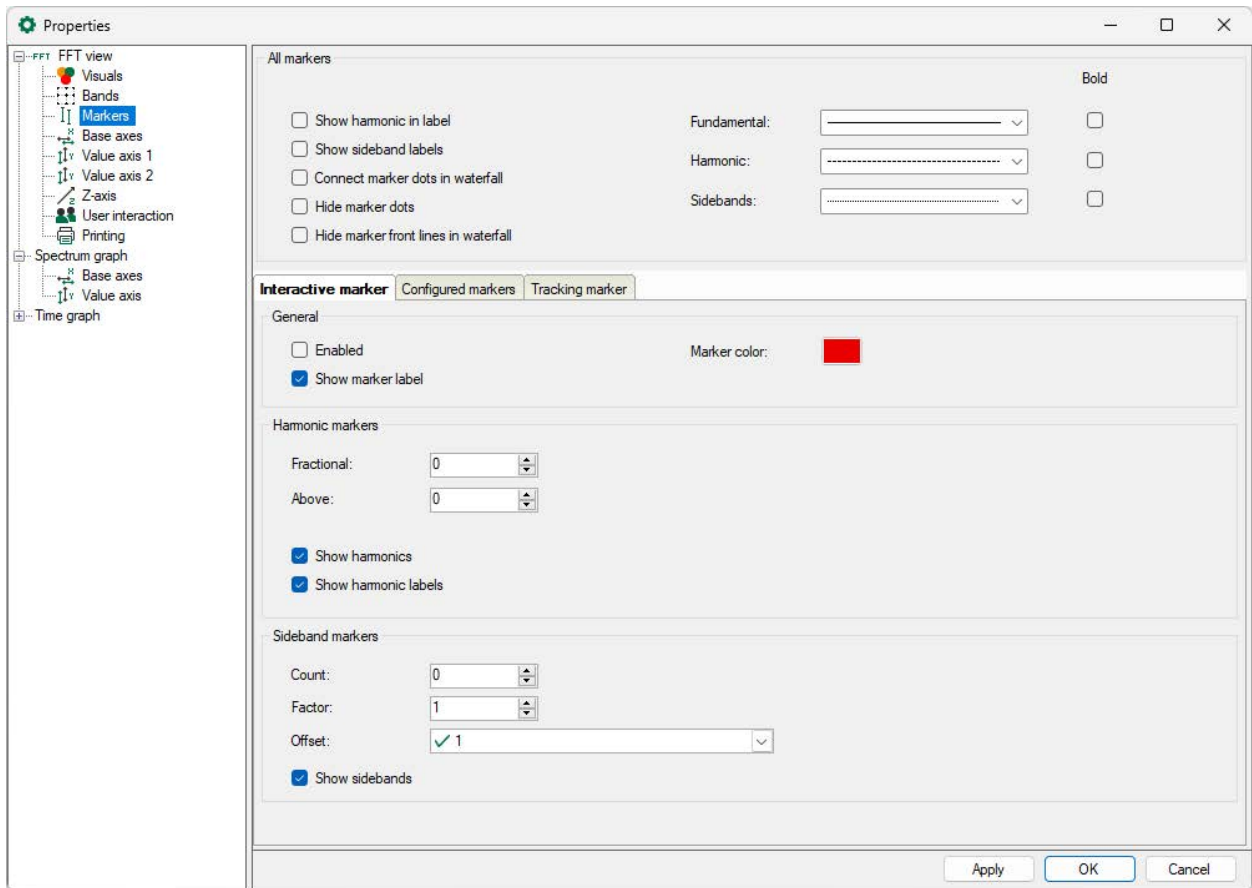 Properties
FFT FFT view
Visuals
Bands
Markers
Base axes
Value axis 1
Value axis 2
Z-axis
User interaction
Printing
Spectrum graph
Base axes
Value axis
Time graph
All markers
Bold
Show harmonic in label
Show sideband labels
Connect marker dots in waterfall
Hide marker dots
Hide marker front lines in waterfall
Fundamental:
Harmonic:
Sidebands:
Interactive marker Configured markers Tracking marker
General
Enabled
Marker color:
Show marker label
Harmonic markers
Fractional: 0
Above: 0
Show harmonics
Show harmonic labels
Sideband markers
Count: 0
Factor: 1
Offset: 1
Show sidebands
Apply OK Cancel